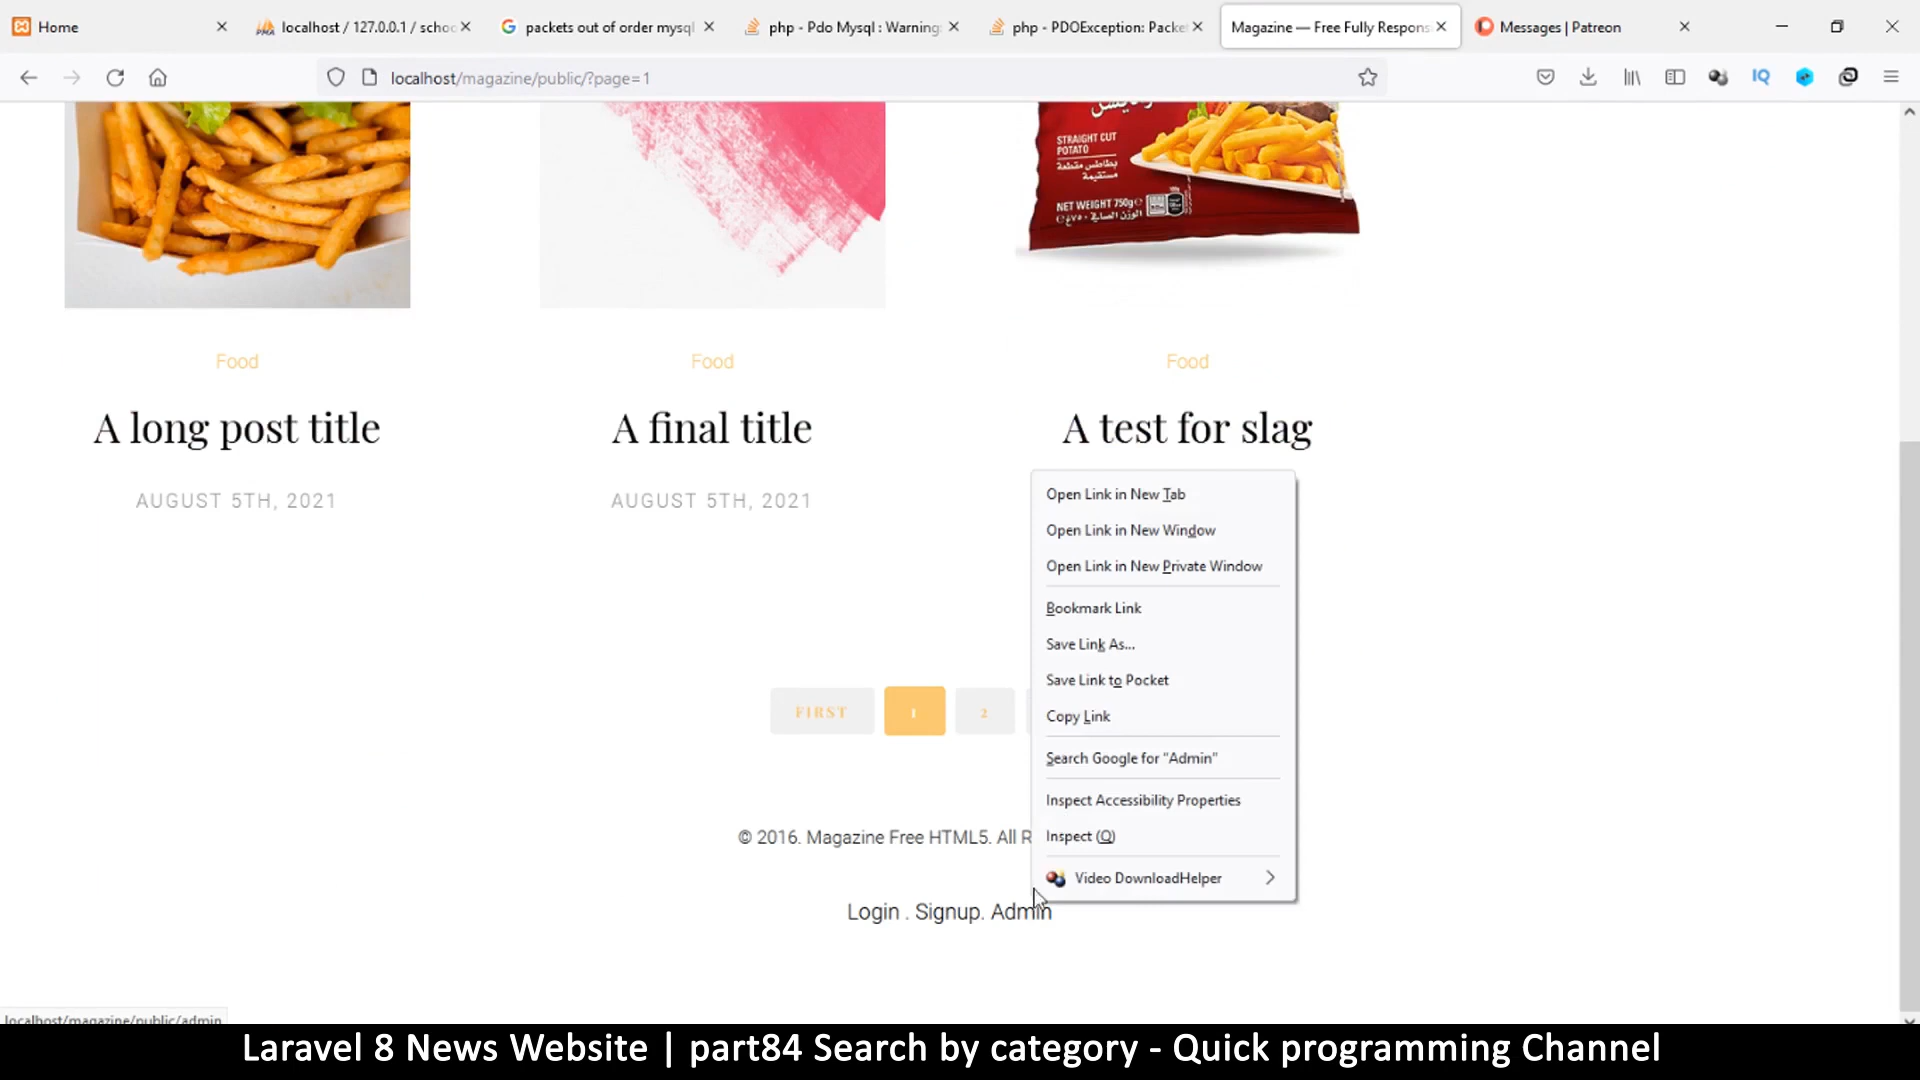 Home
localhost / 127.0.0.1 / schoo
packets out of order mysql
php - Pdo Mysql : Warning:
php - PDOException: Packet
Magazine — Free Fully Respons
Messages | Patreon
localhost/magazine/public/?page=1
IQ
STRAIGHT CUT
POTATO
بطاطس مقطعة
مستقيمة
NET WEIGHT 750g
Food
Food
Food
A long post title
A final title
A test for slag
AUGUST 5TH, 2021
AUGUST 5TH, 2021
Open Link in New Tab
Open Link in New Window
Open Link in New Private Window
Bookmark Link
Save Link As...
Save Link to Pocket
Copy Link
Search Google for "Admin"
Inspect Accessibility Properties
Inspect (Q)
Video DownloadHelper
FIRST
1
2
© 2016. Magazine Free HTML5. All R
Login . Signup. Admin
localhost/magazine/public/admin
Laravel 8 News Website | part84 Search by category - Quick programming Channel